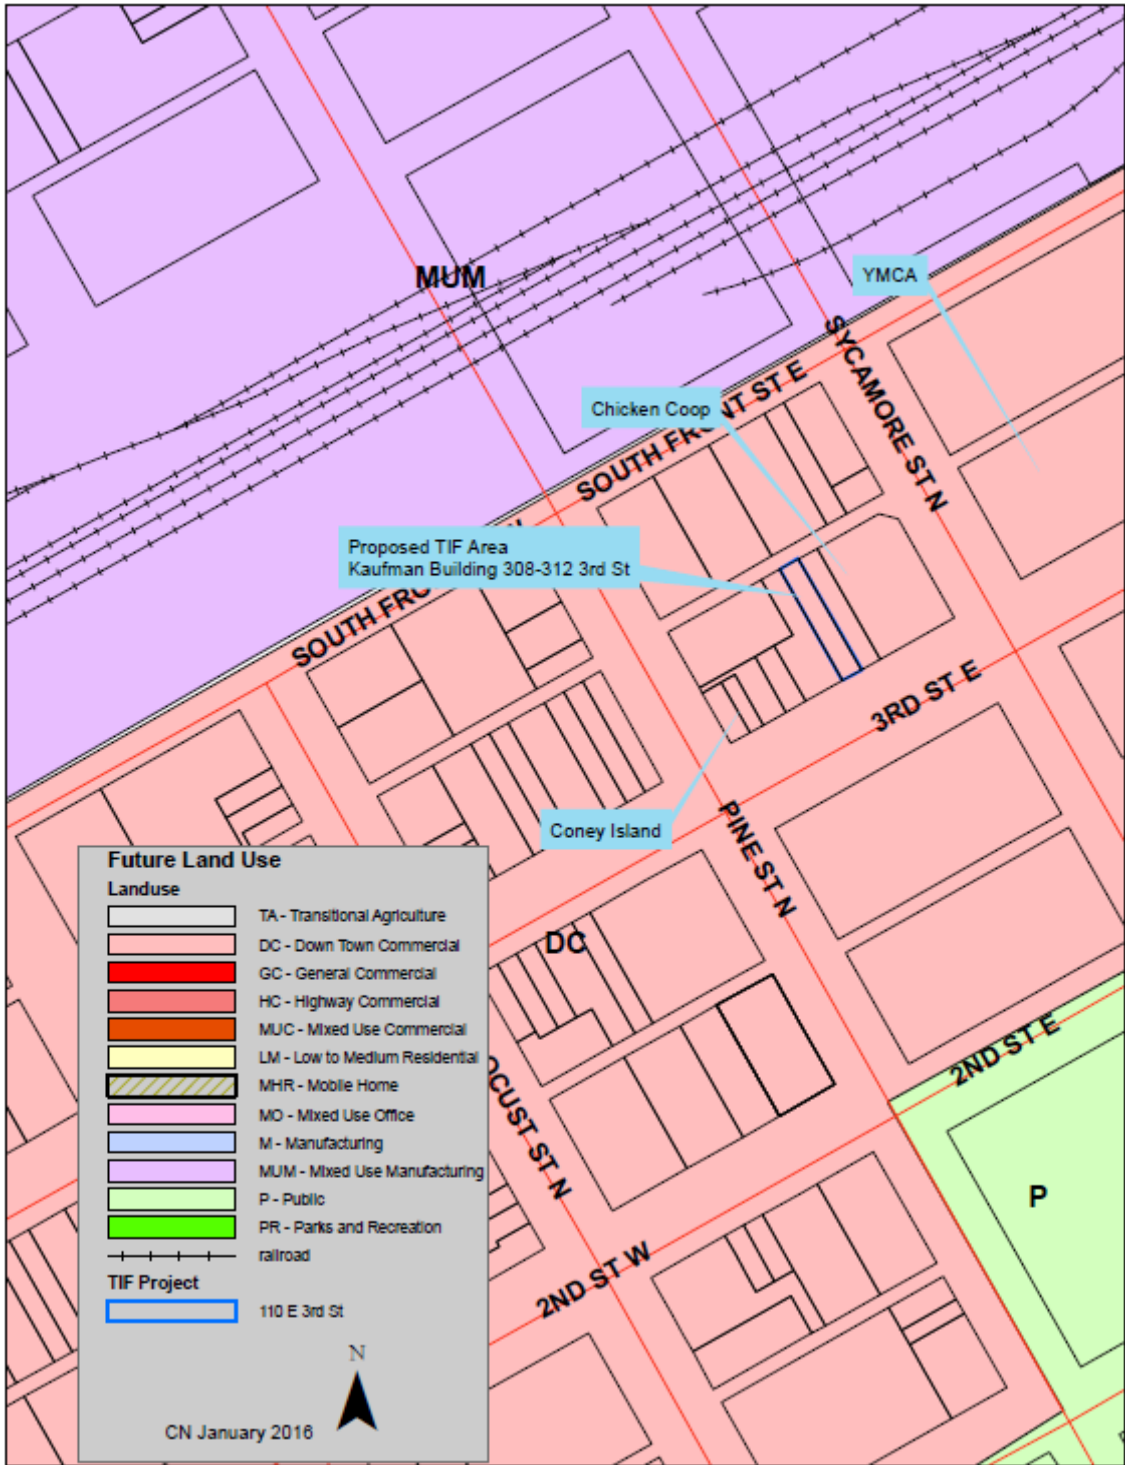 MUM
YMCA
SYCAMORE ST N
Chicken Coop
SOUTH FRONT ST E
Proposed TIF Area
Kaufman Building 308-312 3rd St
SOUTH FRO
3RD ST E
Coney Island
PINE ST N
DC
2ND ST E
OCUST ST N
P
2ND ST W
Future Land Use
Landuse
TA - Transitional Agriculture
DC - Down Town Commercial
GC - General Commercial
HC - Highway Commercial
MUC - Mixed Use Commercial
LM - Low to Medium Residential
MHR - Mobile Home
MO - Mixed Use Office
M - Manufacturing
MUM - Mixed Use Manufacturing
P - Public
PR - Parks and Recreation
railroad
TIF Project
110 E 3rd St
N
CN January 2016